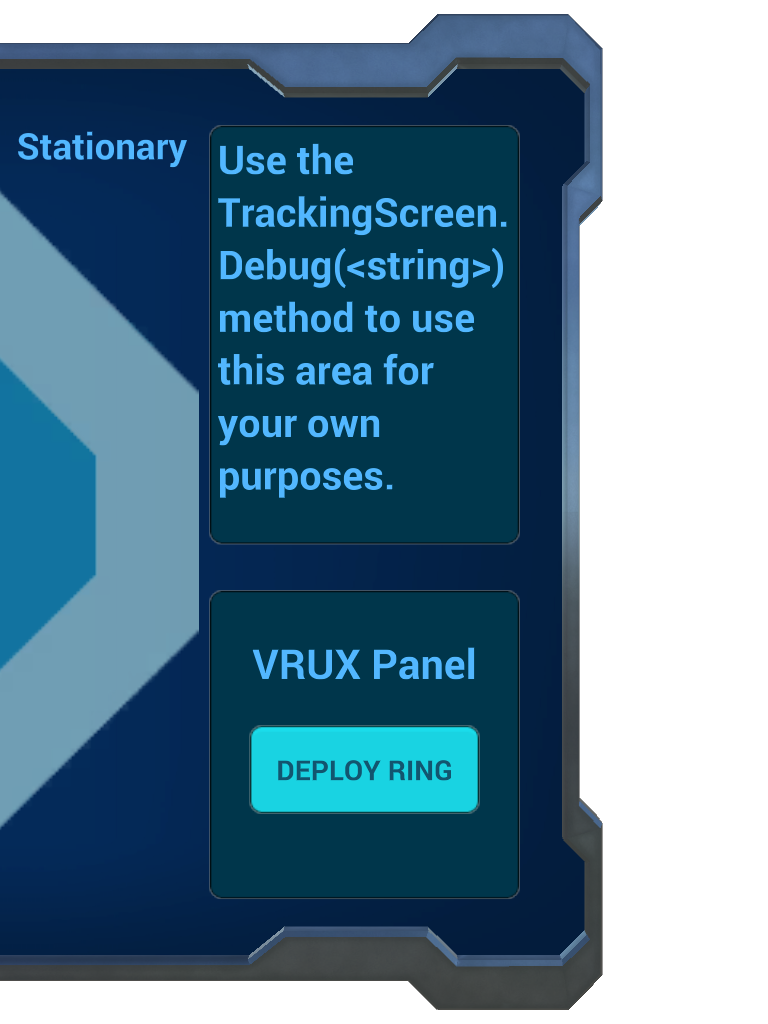 Stationary
Use the
TrackingScreen.
Debug(<string>)
method to use
this area for
your own
purposes.
VRUX Panel
DEPLOY RING